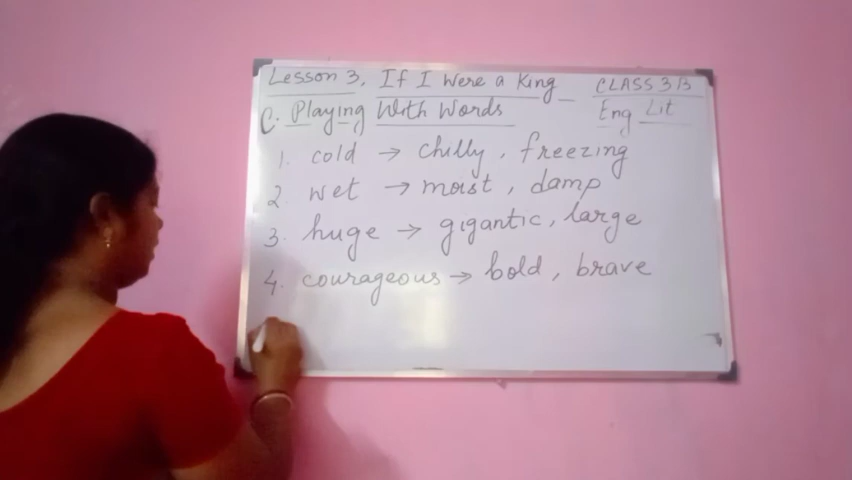 Lesson 3. If I Were a King
CLASS 3 B
Eng Lit
C. Playing With Words
1. cold → chilly, freezing
2. wet → moist, damp
3. huge → gigantic, large
4. courageous → bold, brave